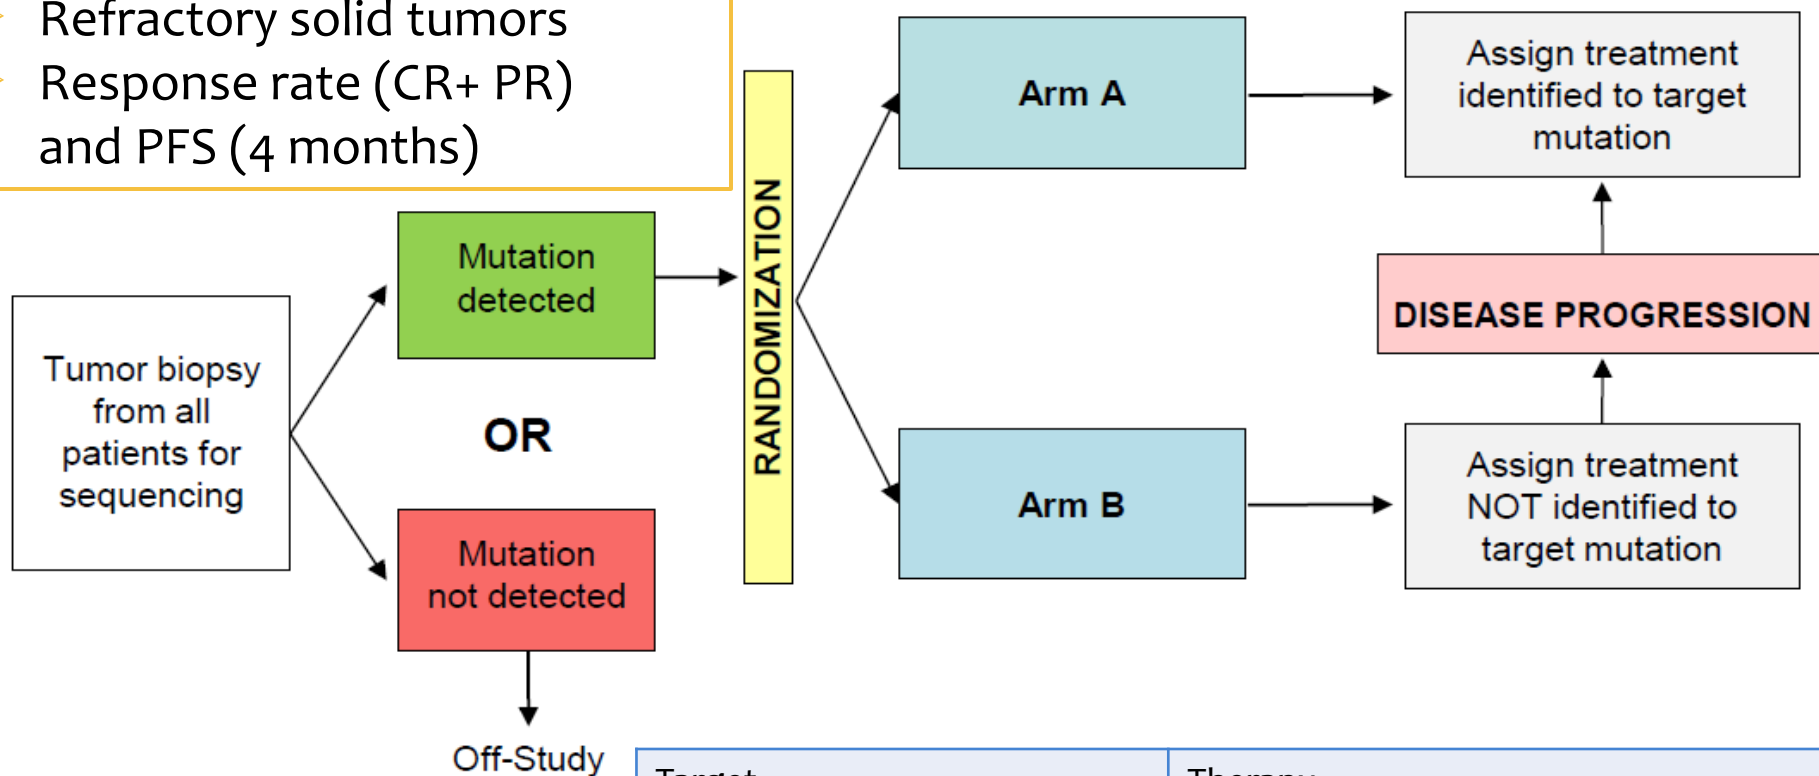 Refractory solid tumors
Response rate (CR+ PR)
and PFS (4 months)
Tumor biopsy
from all
patients for
sequencing
Mutation
detected
OR
Mutation
not detected
Off-Study
RANDOMIZATION
Arm A
Assign treatment
identified to target
mutation
DISEASE PROGRESSION
Arm B
Assign treatment
NOT identified to
target mutation
Target
Therapy